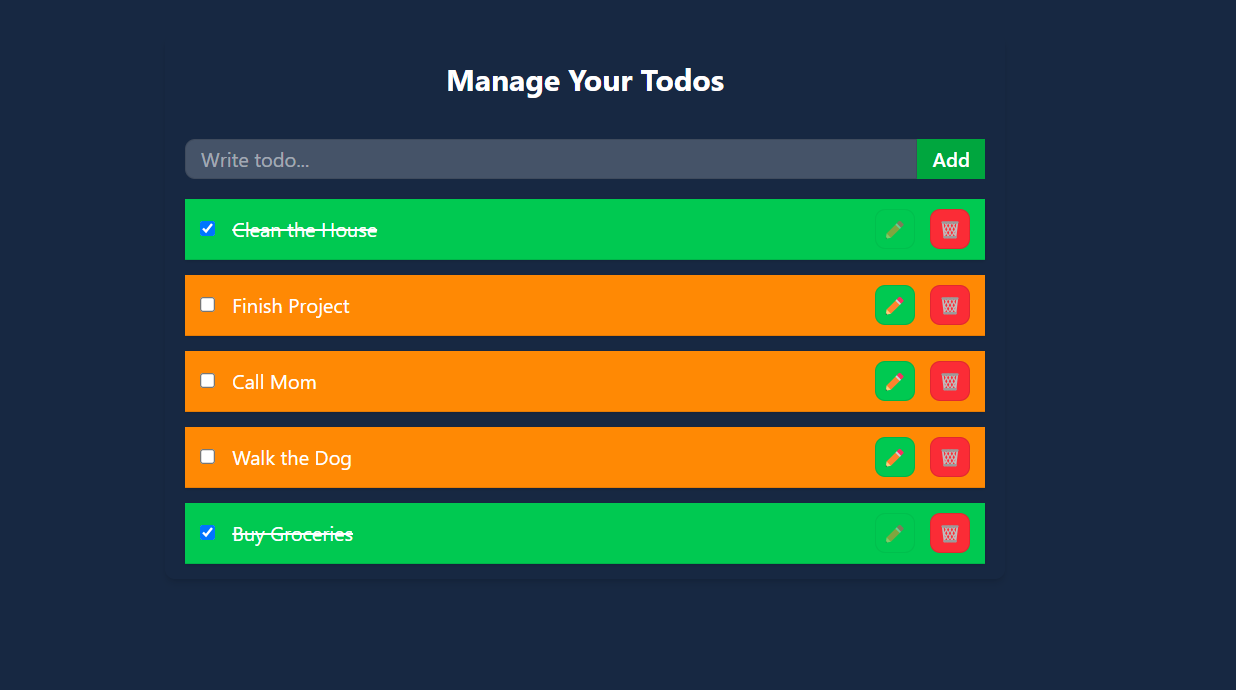 Manage Your Todos
Write todo...
Add
Clean the House
Finish Project
Call Mom
Walk the Dog
Buy Groceries